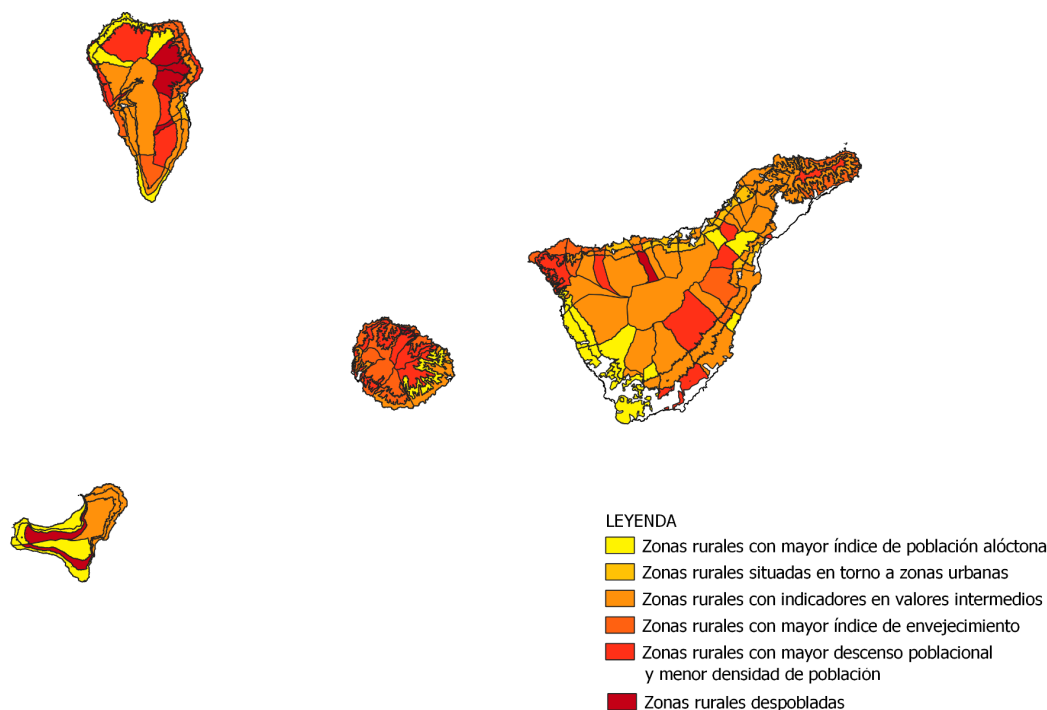 LEYENDA
Zonas rurales con mayor índice de población alóctona
Zonas rurales situadas en torno a zonas urbanas
Zonas rurales con indicadores en valores intermedios
Zonas rurales con mayor índice de envejecimiento
Zonas rurales con mayor descenso poblacional
y menor densidad de población
Zonas rurales despobladas